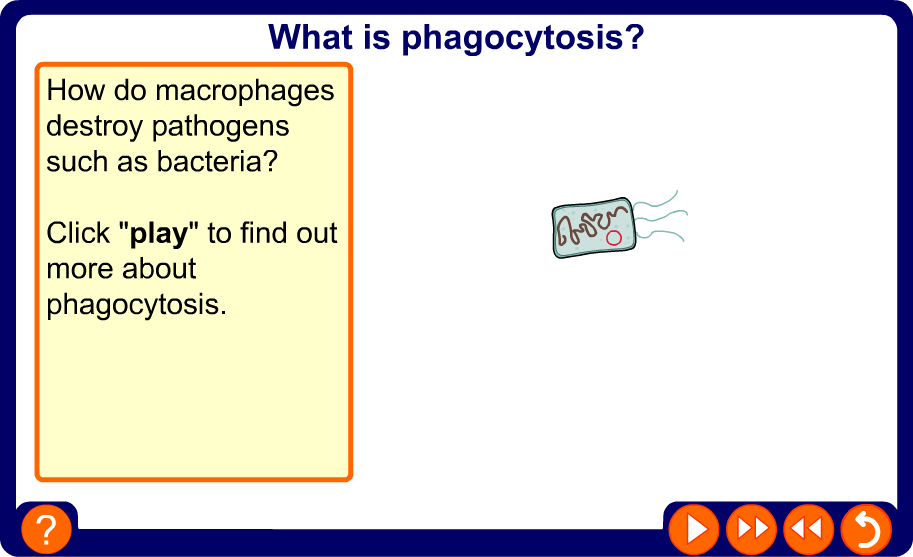 What is phagocytosis?
How do macrophages
destroy pathogens
such as bacteria?
Click "play" to find out
more about
phagocytosis.
?